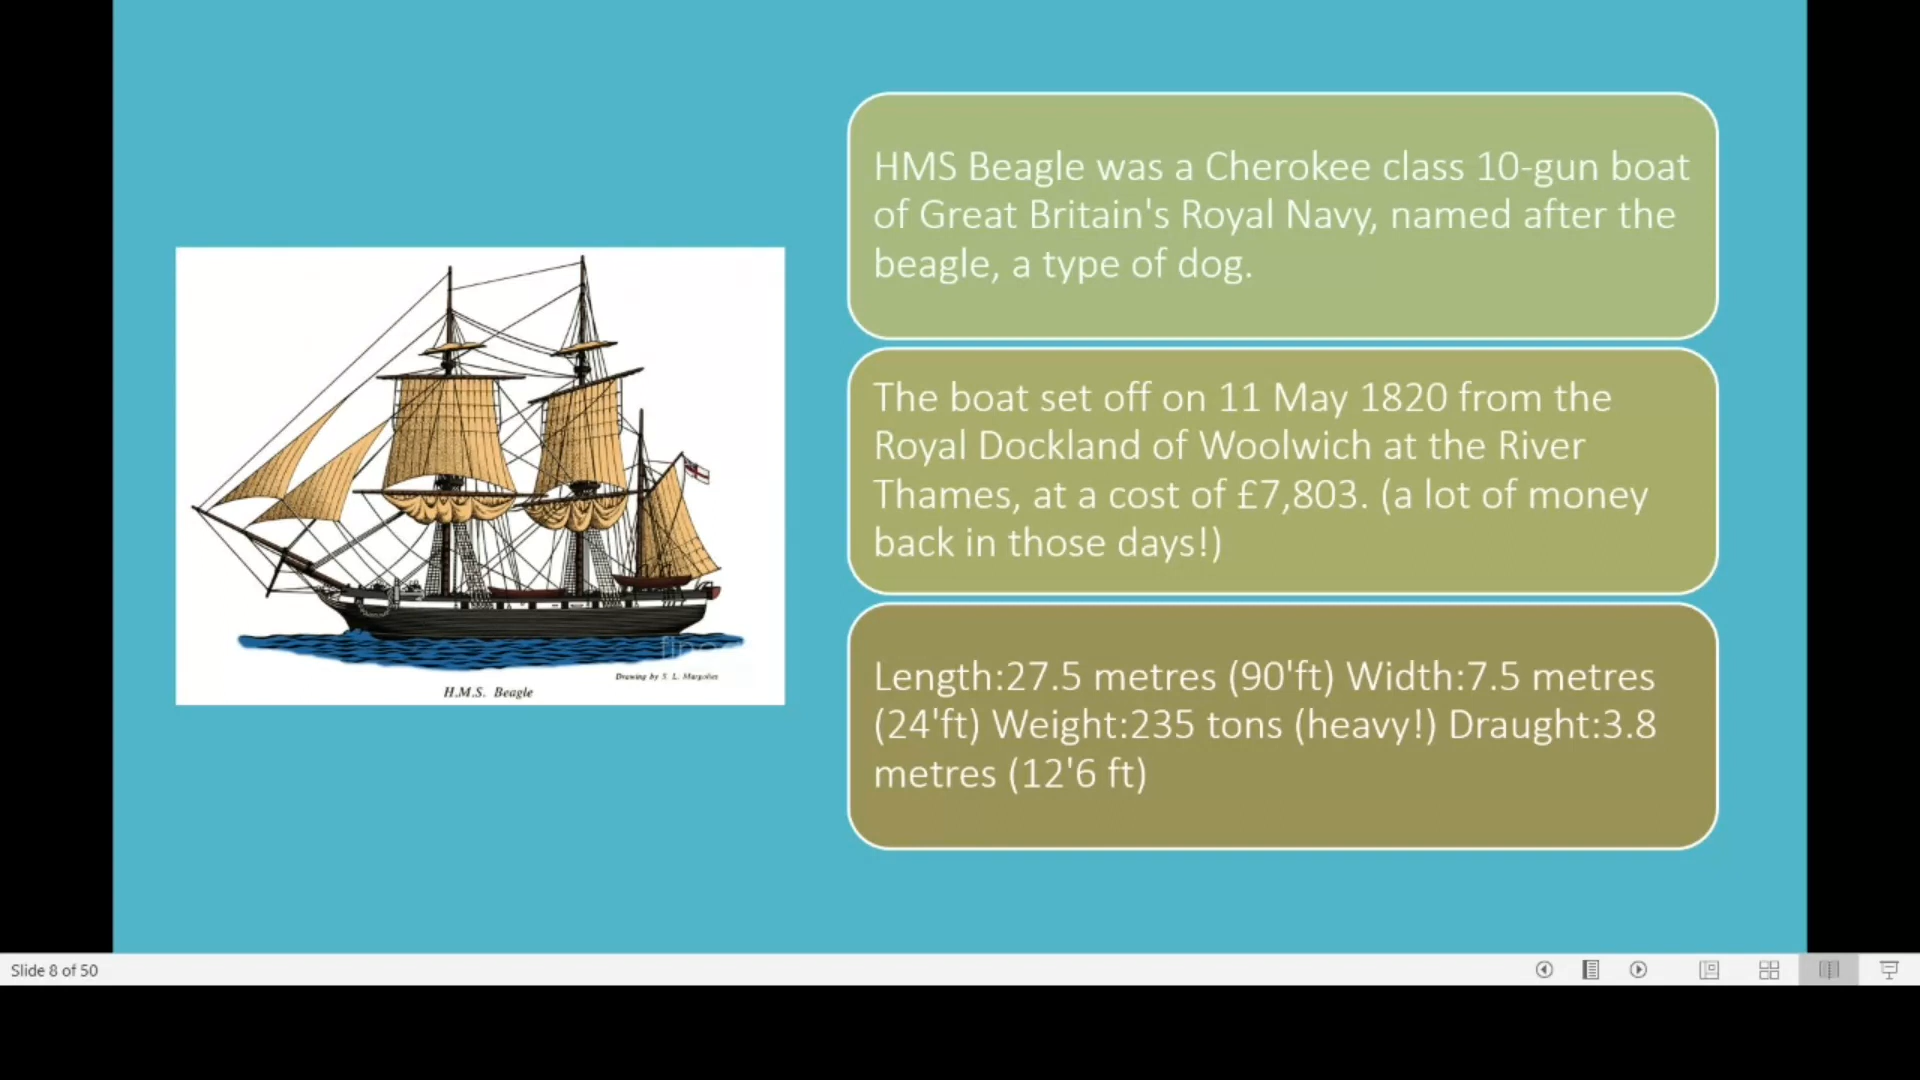 HMS Beagle was a Cherokee class 10-gun boat
of Great Britain's Royal Navy, named after the
beagle, a type of dog.
The boat set off on 11 May 1820 from the
Royal Dockland of Woolwich at the River
Thames, at a cost of £7,803. (a lot of money
back in those days!)
Length:27.5 metres (90'ft) Width:7.5 metres
(24'ft) Weight:235 tons (heavy!) Draught:3.8
metres (12'6 ft)
Drawing by S. L. Margolies
H.M.S. Beagle
Slide 8 of 50